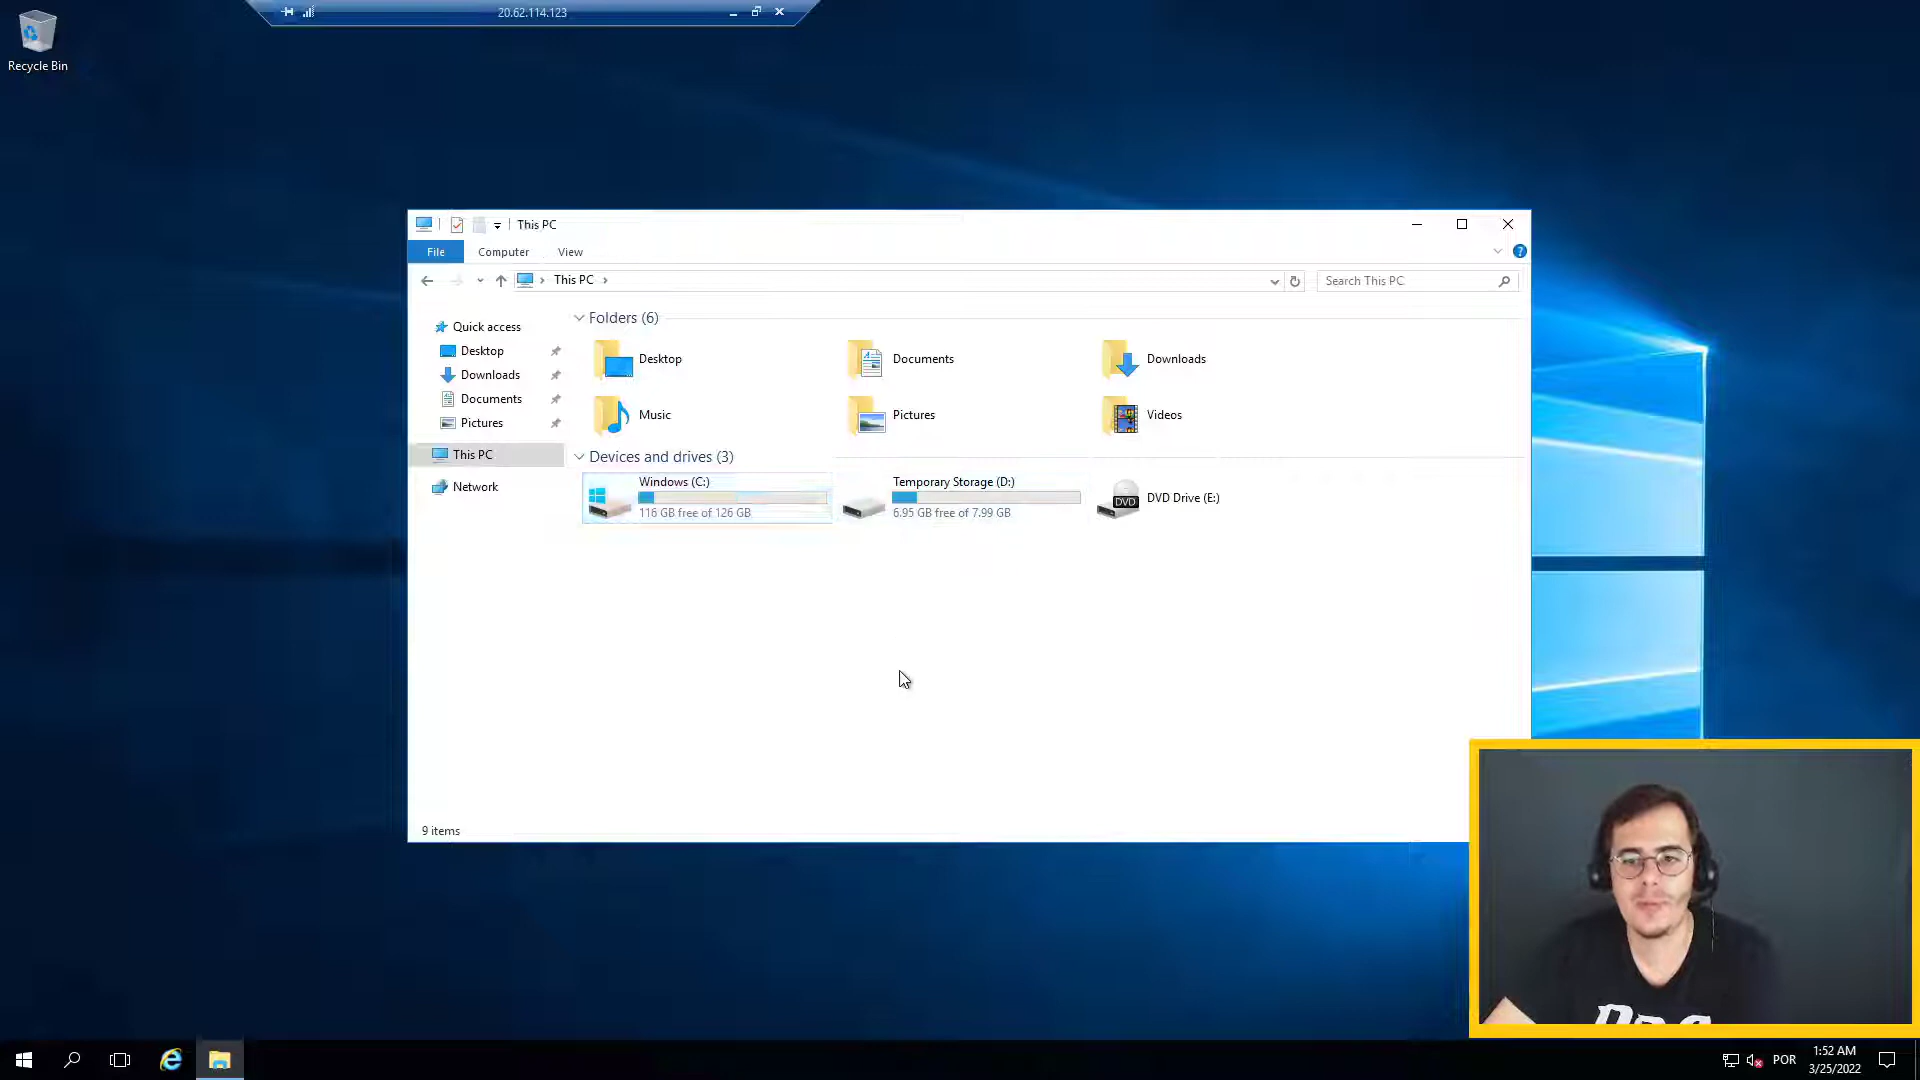 20.62.114.123
Recycle Bin
This PC
File Computer View
This PC
Search This PC
Quick access
Desktop
Downloads
Documents
Pictures
This PC
Network
Folders (6)
Desktop
Documents
Downloads
Music
Pictures
Videos
Devices and drives (3)
Windows (C:)
116 GB free of 126 GB
Temporary Storage (D:)
6.95 GB free of 7.99 GB
DVD
DVD Drive (E:)
9 items
POR
1:52 AM
3/25/2022